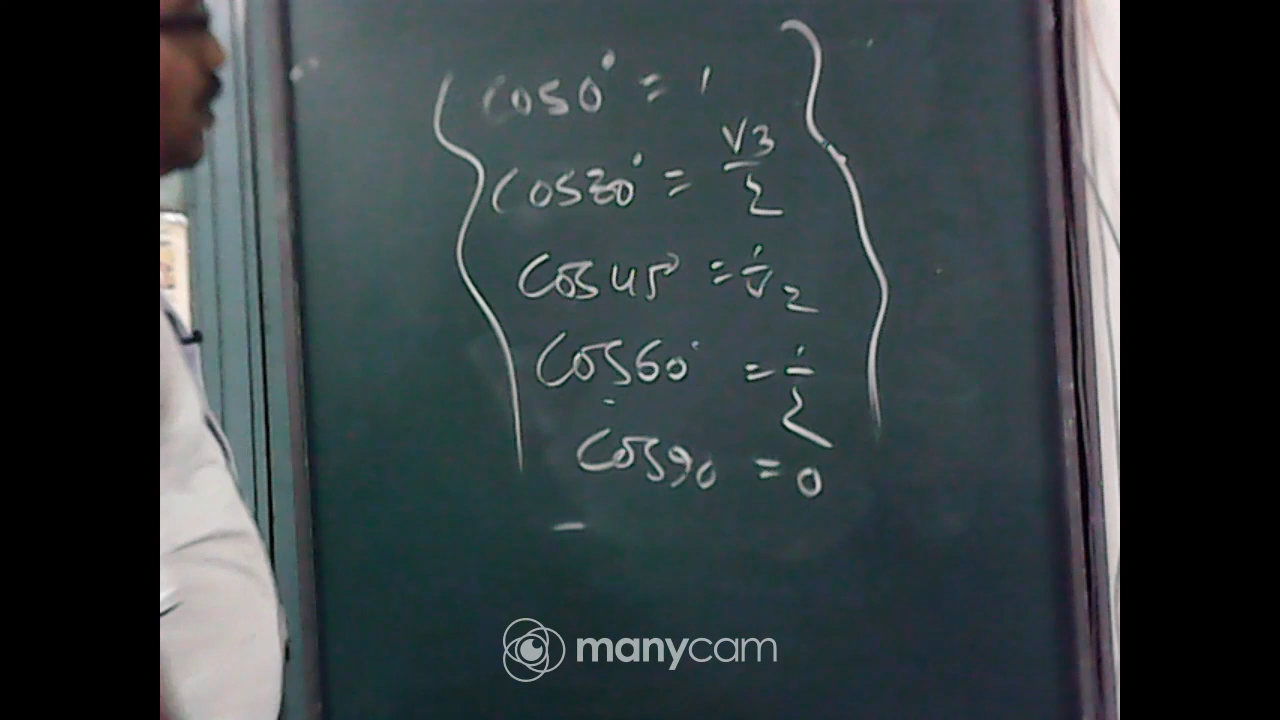 cos0° = 1
cos30° = √3/2
cos45° = 1/√2
cos60° = 1/2
cos90 = 0
manycam